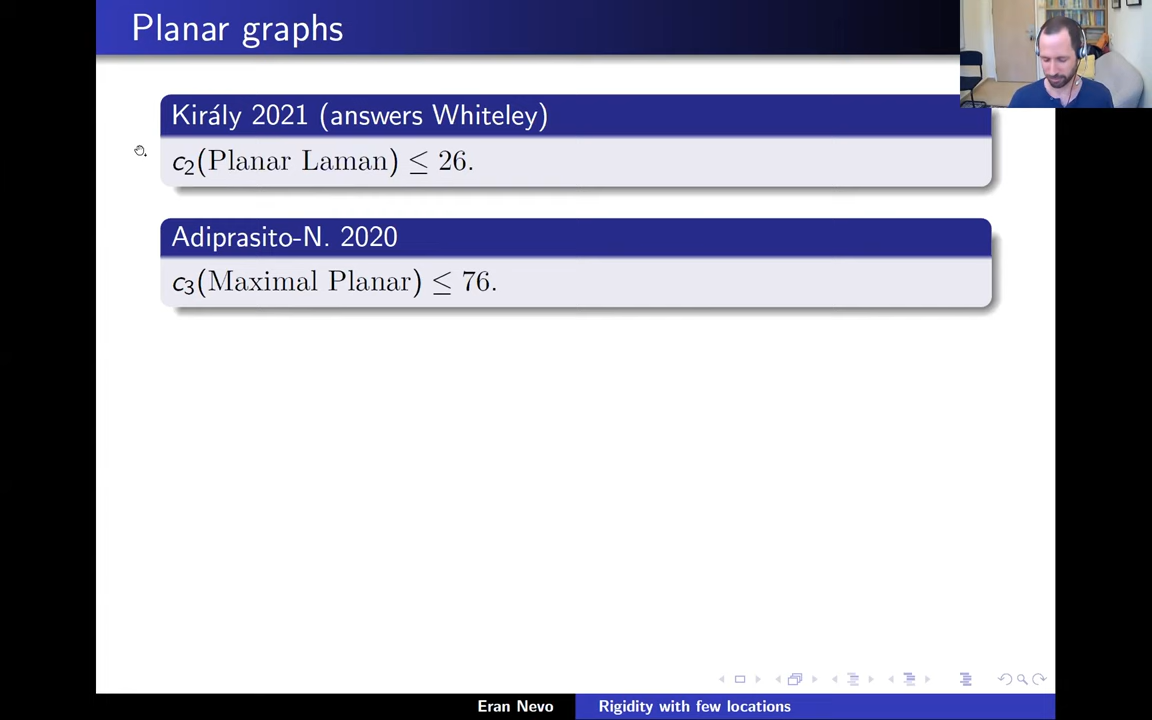 Planar graphs
Király 2021 (answers Whiteley)
c₂(Planar Laman) ≤ 26.
Adiprasito-N. 2020
c₃(Maximal Planar) ≤ 76.
Eran Nevo
Rigidity with few locations